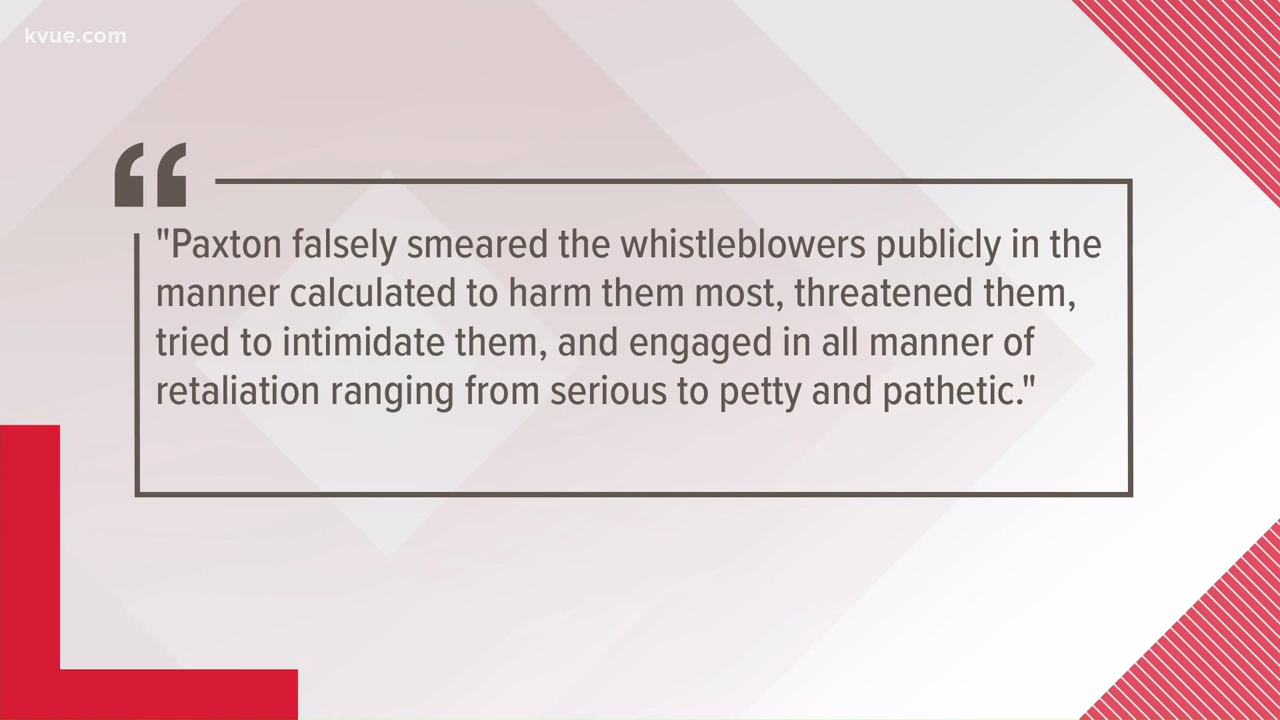 kvue.com
"Paxton falsely smeared the whistleblowers publicly in the
manner calculated to harm them most, threatened them,
tried to intimidate them, and engaged in all manner of
retaliation ranging from serious to petty and pathetic."